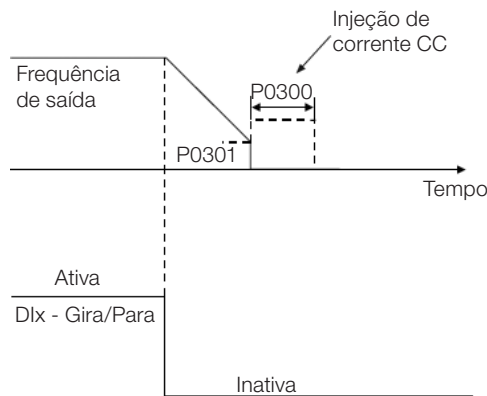 Injeção de
corrente CC
Frequência
de saída
P0300
P0301
Tempo
Ativa
DIx - Gira/Para
Inativa